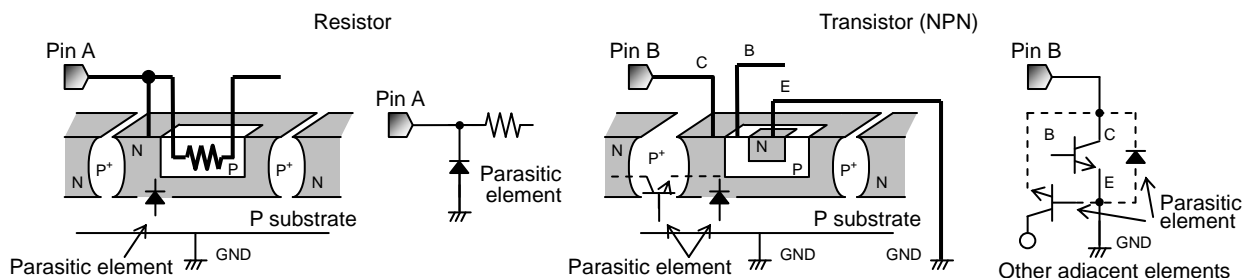 Resistor
Transistor (NPN)
Pin A
Pin A
N
N
P+
P
P+
N
Parasitic element
P substrate
GND
Parasitic element
Pin B
C
B
E
N
P+
N
P
P+
N
N
P substrate
GND
GND
Parasitic element
Pin B
B
C
E
Parasitic element
GND
Other adjacent elements